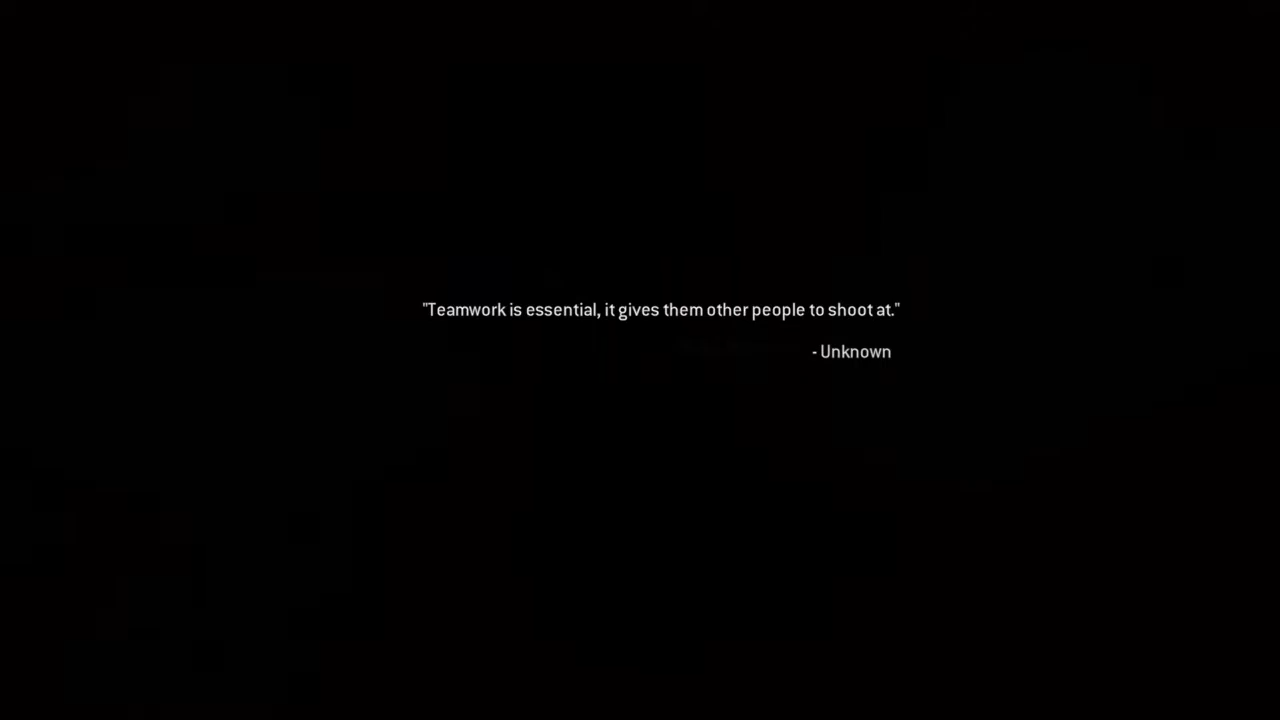 "Teamwork is essential, it gives them other people to shoot at."
- Unknown